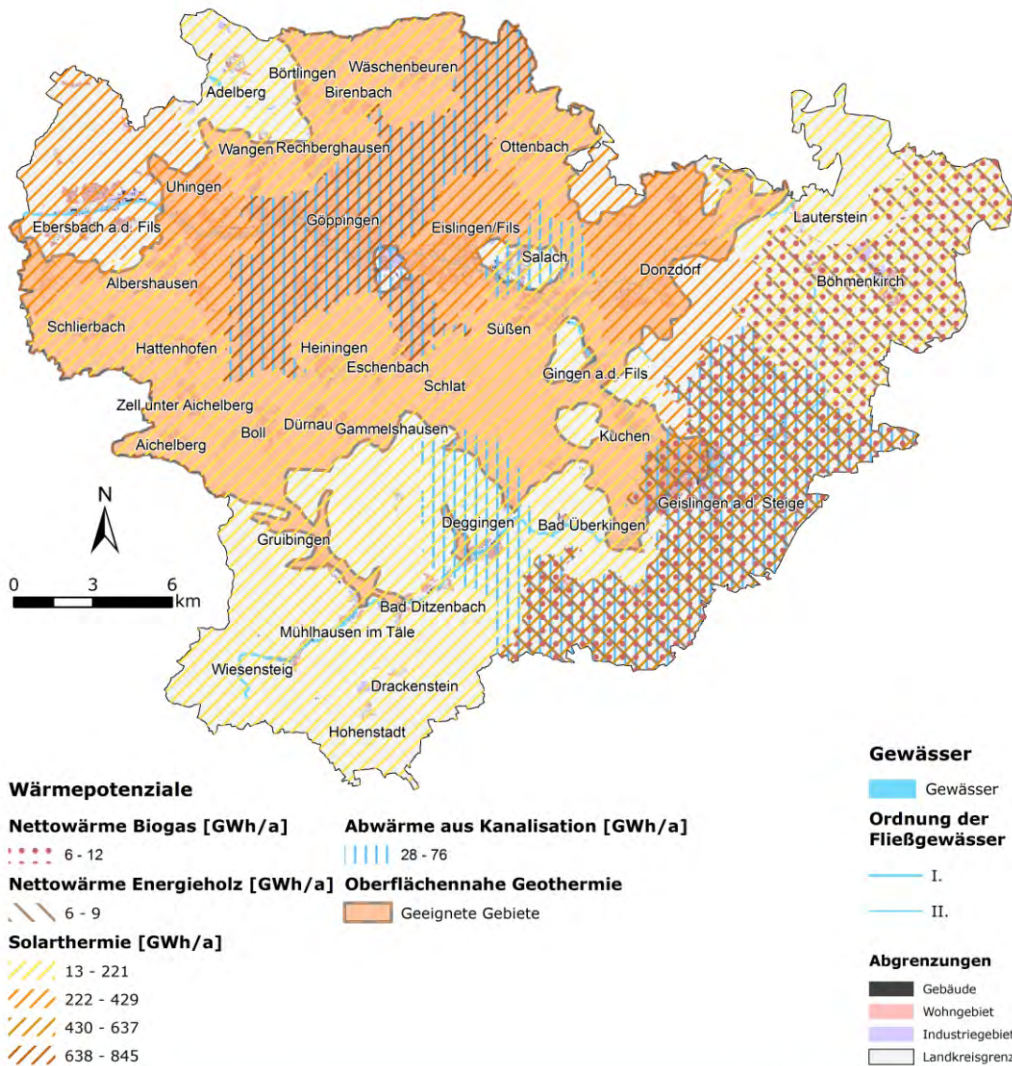 Börtlingen
Wäschenbeuren
Adelberg
Birenbach
Wangen
Rechberghausen
Ottenbach
Uhingen
Lauterstein
Ebersbach a.d. Fils
Göppingen
Eislingen/Fils
Salach
Donzdorf
Böhmenkirch
Albershausen
Schlierbach
Süßen
Hattenhofen
Heiningen
Eschenbach
Gingen a.d. Fils
Schlat
Zell unter Aichelberg
Dürnau
Boll
Gammelshausen
Kuchen
Aichelberg
N
Geislingen a.d. Steige
Deggingen
Bad Überkingen
Gruibingen
0 3 6
km
Bad Ditzenbach
Mühlhausen im Täle
Wiesensteig
Drackenstein
Hohenstadt
Wärmepotenziale
Nettowärme Biogas [GWh/a]
6 - 12
Nettowärme Energieholz [GWh/a]
6 - 9
Solarthermie [GWh/a]
13 - 221
222 - 429
430 - 637
638 - 845
Abwärme aus Kanalisation [GWh/a]
28 - 76
Oberflächennahe Geothermie
Geeignete Gebiete
Gewässer
Gewässer
Ordnung der
Fließgewässer
I.
II.
Abgrenzungen
Gebäude
Wohngebiet
Industriegebiet
Landkreisgrenz